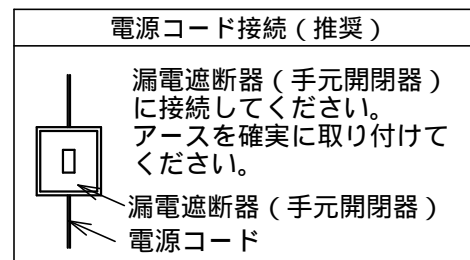 電源コード接続(推奨)
漏電遮断器(手元開閉器)
に接続してください。
アースを確実に取り付けて
ください。
漏電遮断器(手元開閉器)
電源コード